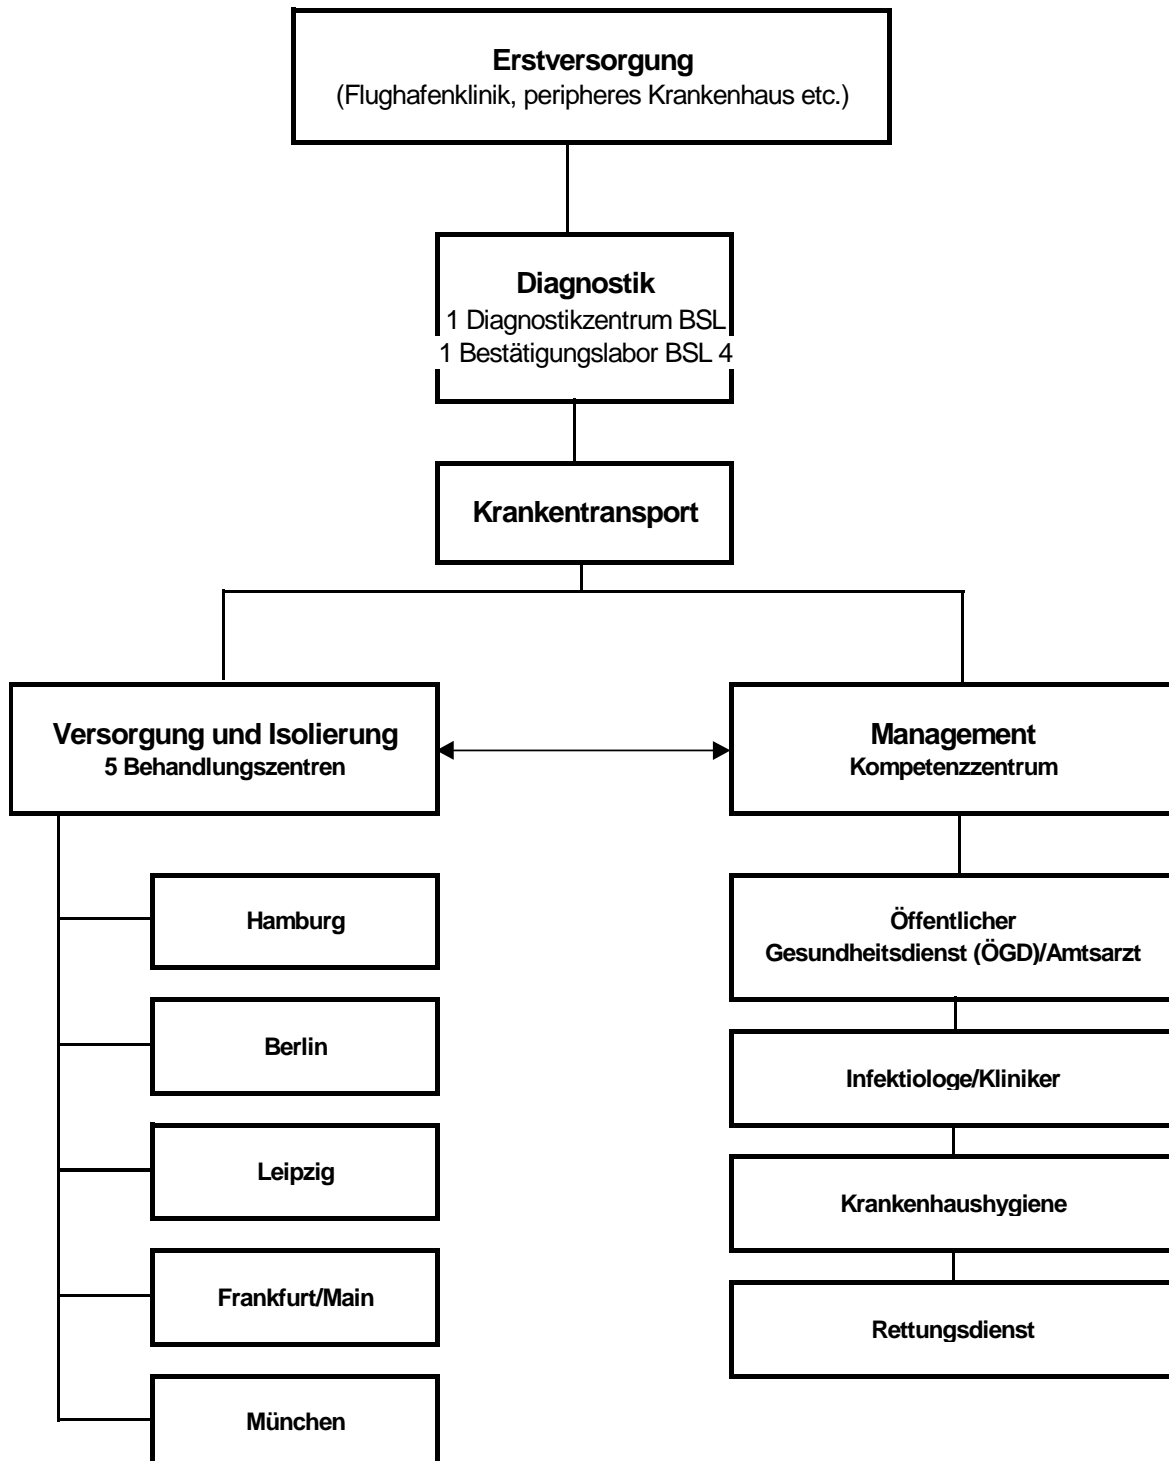 Erstversorgung
(Flughafenklinik, peripheres Krankenhaus etc.)
Diagnostik
1 Diagnostikzentrum BSL
1 Bestätigungslabor BSL 4
Krankentransport
Versorgung und Isolierung
5 Behandlungszentren
Hamburg
Berlin
Leipzig
Frankfurt/Main
München
Management
Kompetenzzentrum
Öffentlicher
Gesundheitsdienst (ÖGD)/Amtsarzt
Infektiologe/Kliniker
Krankenhaushygiene
Rettungsdienst